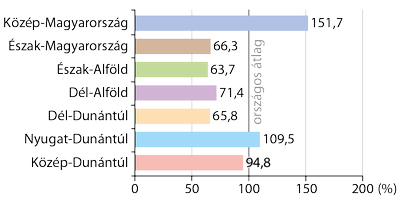 Közép-Magyarország 151,7
Észak-Magyarország 66,3
Észak-Alföld 63,7
Dél-Alföld 71,4
Dél-Dunántúl 65,8
Nyugat-Dunántúl 109,5
Közép-Dunántúl 94,8
országos átlag
0 50 100 150 200 (%)